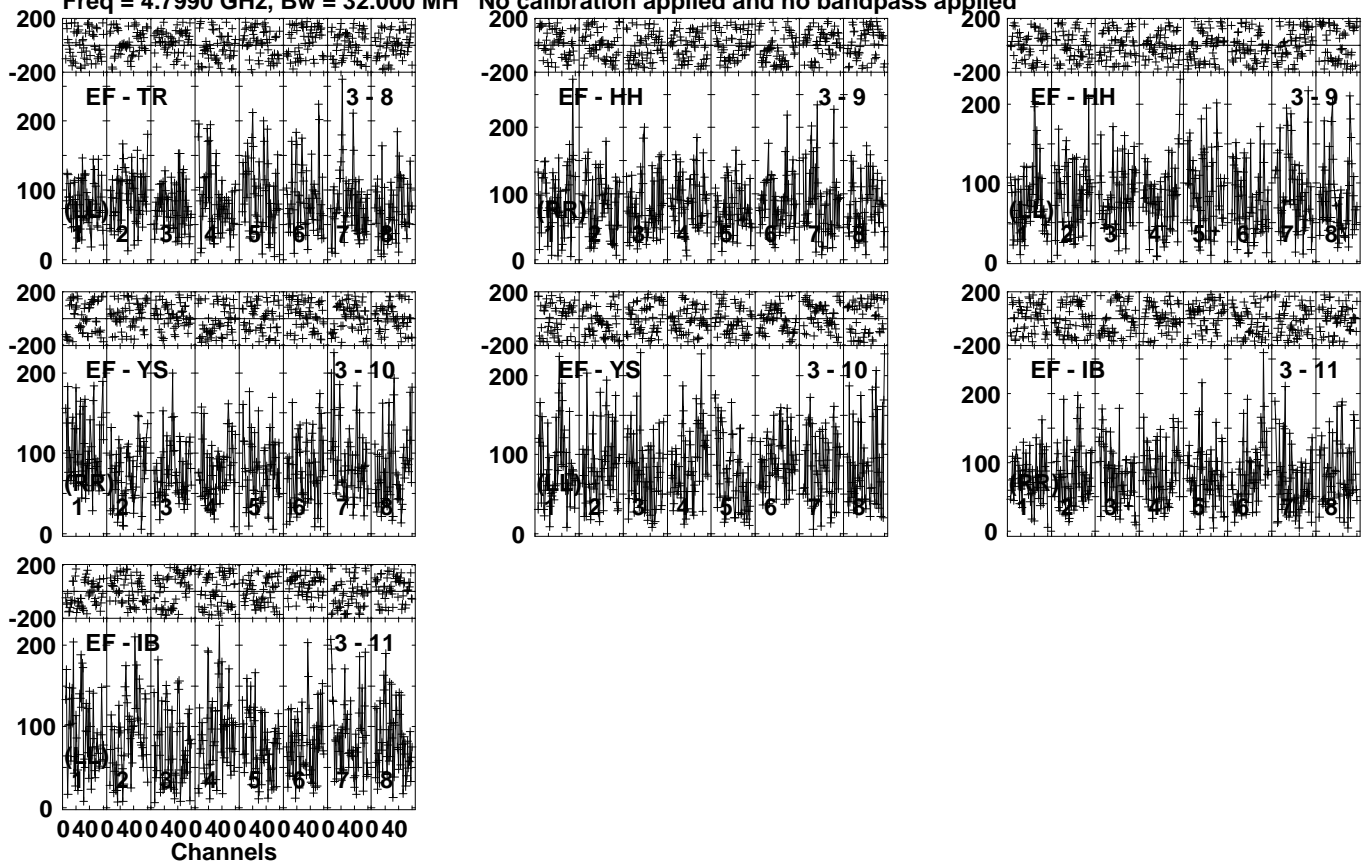 Freq = 4.7990 GHz, Bw = 32.000 MH No calibration applied and no bandpass applied
200 200 200
-200 -200 -200
EF - TR 3 - 8 EF - HH 3 - 9 EF - HH 3 - 9
200 200 200
100 100 100
(LL) (RR) (LL)
1 2 3 4 5 6 7 8 1 2 3 4 5 6 7 8 1 2 3 4 5 6 7 8
0 0 0
200 200 200
-200 -200 -200
EF - YS 3 - 10 EF - YS 3 - 10 EF - IB 3 - 11
200 200 200
100 100 100
(RR) (LL) (RR)
1 2 3 4 5 6 7 8 1 2 3 4 5 6 7 8 1 2 3 4 5 6 7 8
0 0 0
200
-200
EF - IB 3 - 11
200
100
(LL)
1 2 3 4 5 6 7 8
0
0 40 0 40 0 40 0 40 0 40 0 40 0 40 0 40
Channels